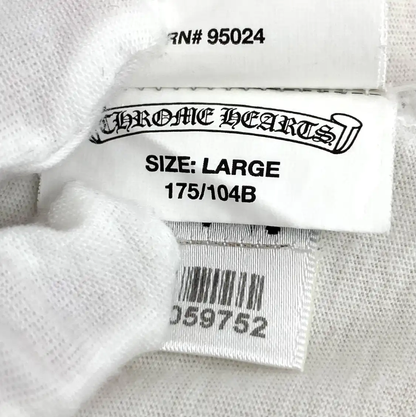 RN# 95024
CHROME HEARTS
SIZE: LARGE
175/104B
059752